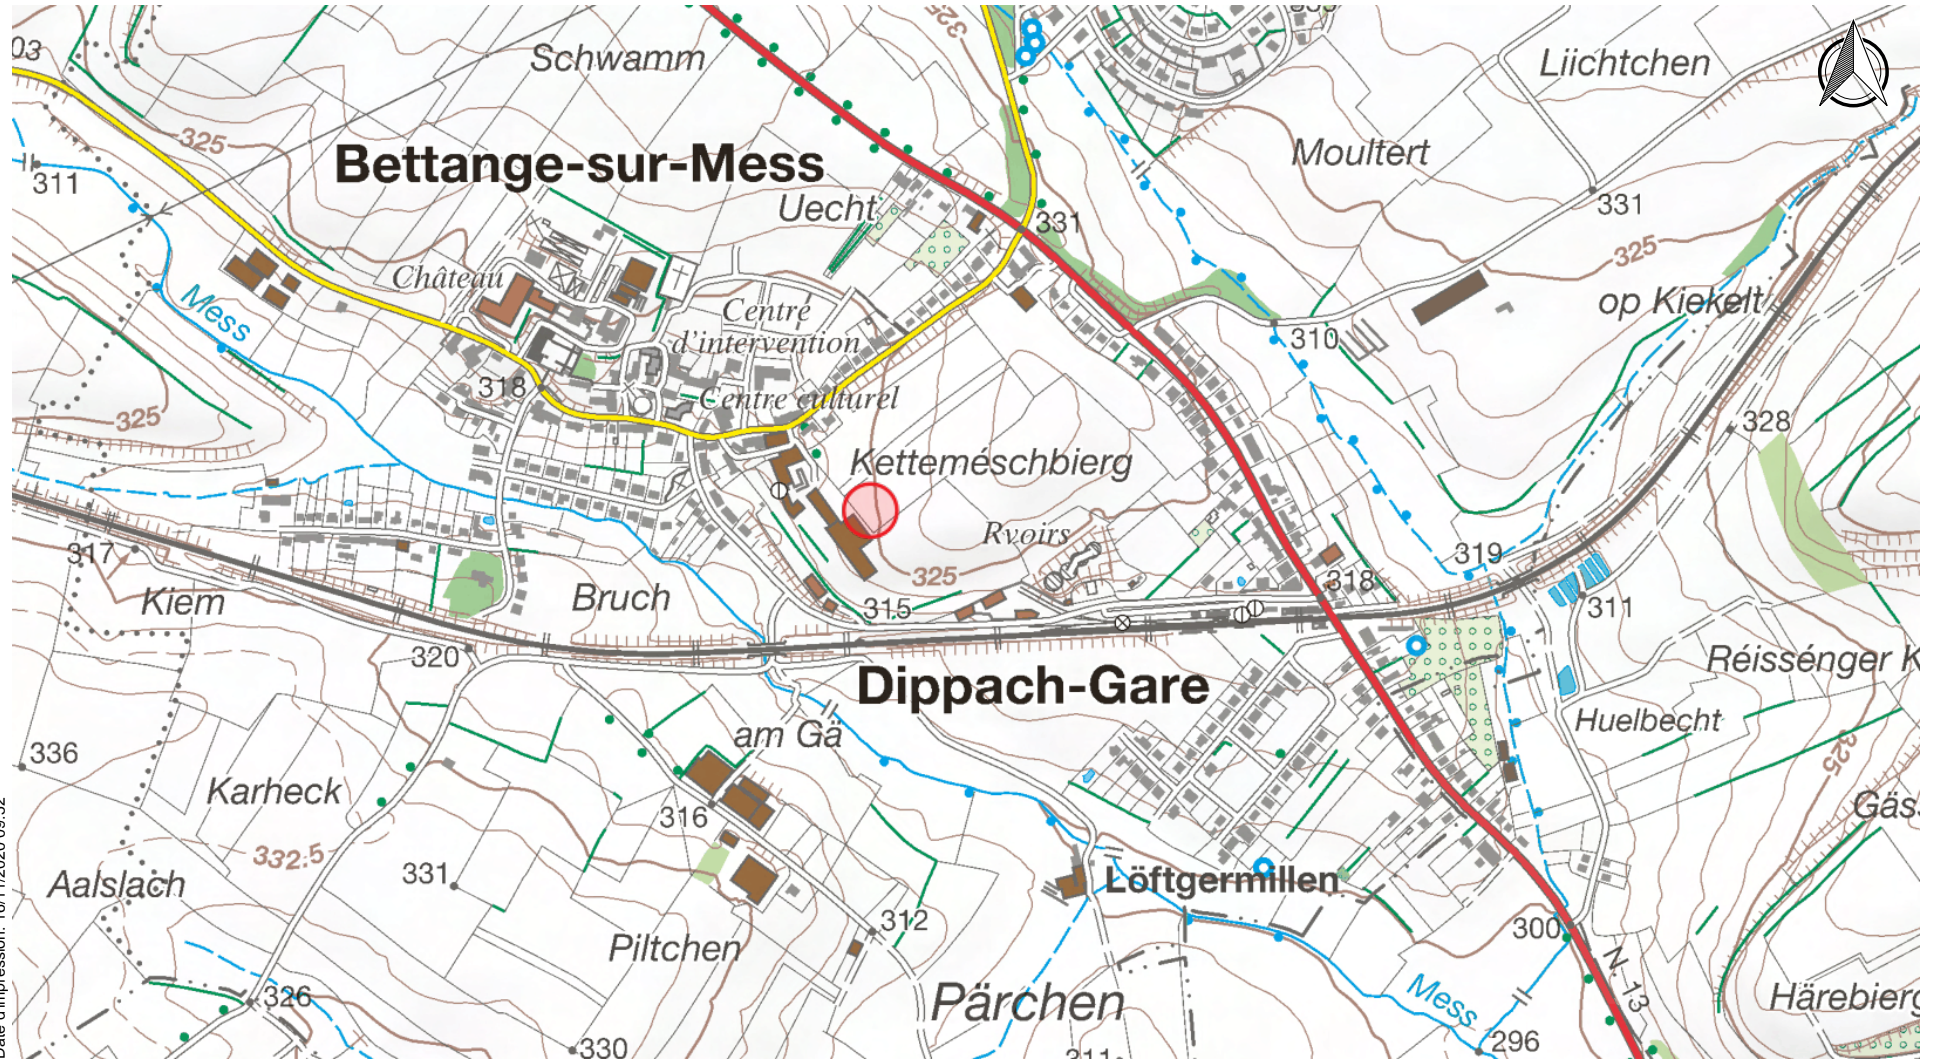 03
Schwamm
325
Liichtchen
325
Bettange-sur-Mess
Moultert
311
Uecht
331
331
325
Château
Mess
Centre
d'intervention
op Kiekelt
310
318
Centre culturel
325
328
Ketteméschbierg
Rvoirs
317
319
325
318
Kiem
Bruch
315
311
320
Dippach-Gare
Réissénger K
336
am Gä
Huelbecht
325
Karheck
316
Gäs
332.5
331
Aalslach
Löftgermillen
312
300
Piltchen
N. 13
326
Pärchen
Mess
Härebierg
330
311
296